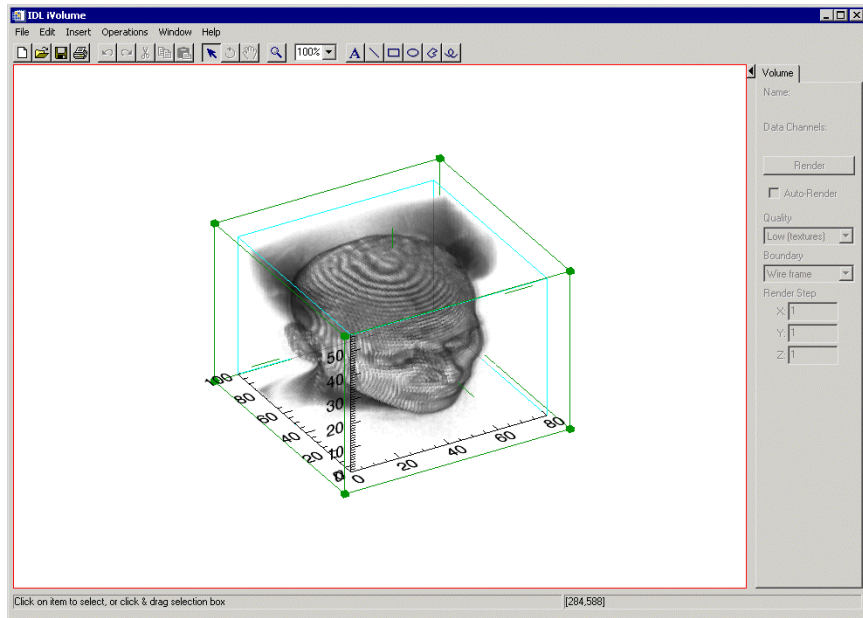 IDL iVolume
File Edit Insert Operations Window Help
100%
A
Volume
Name:
Data Channels:
Render
Auto-Render
Quality
Low (textures)
Boundary
Wire frame
Render Step
X: 1
Y: 1
Z: 1
50
40
30
20
10
0
100
80
60
40
20
0
0
20
40
60
80
Click on item to select, or click & drag selection box
[284,588]